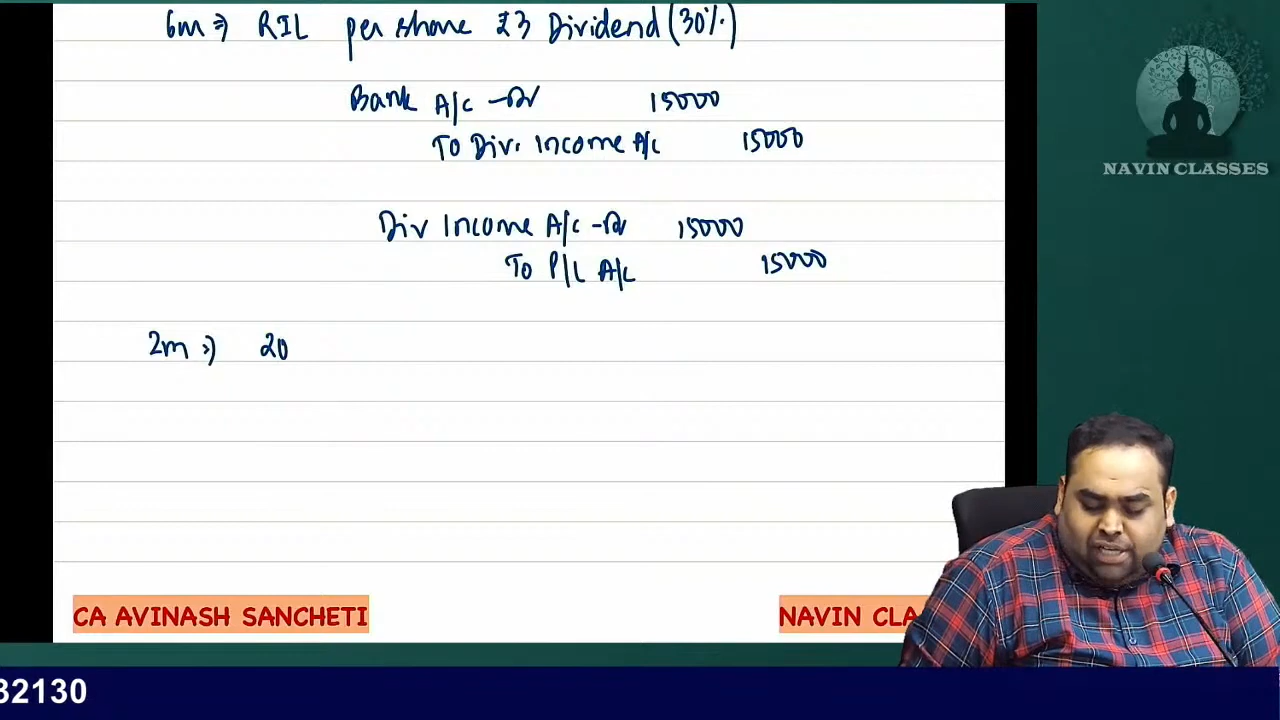 6m ⇒ RIL per share ₹3 Dividend (30%)
Bank A/c -Dr 15000
To Div. Income A/c 15000
NAVIN CLASSES
Div Income A/c -Dr 15000
To P/L A/c 15000
2m ⇒ 20
CA AVINASH SANCHETI
NAVIN CLA
32130